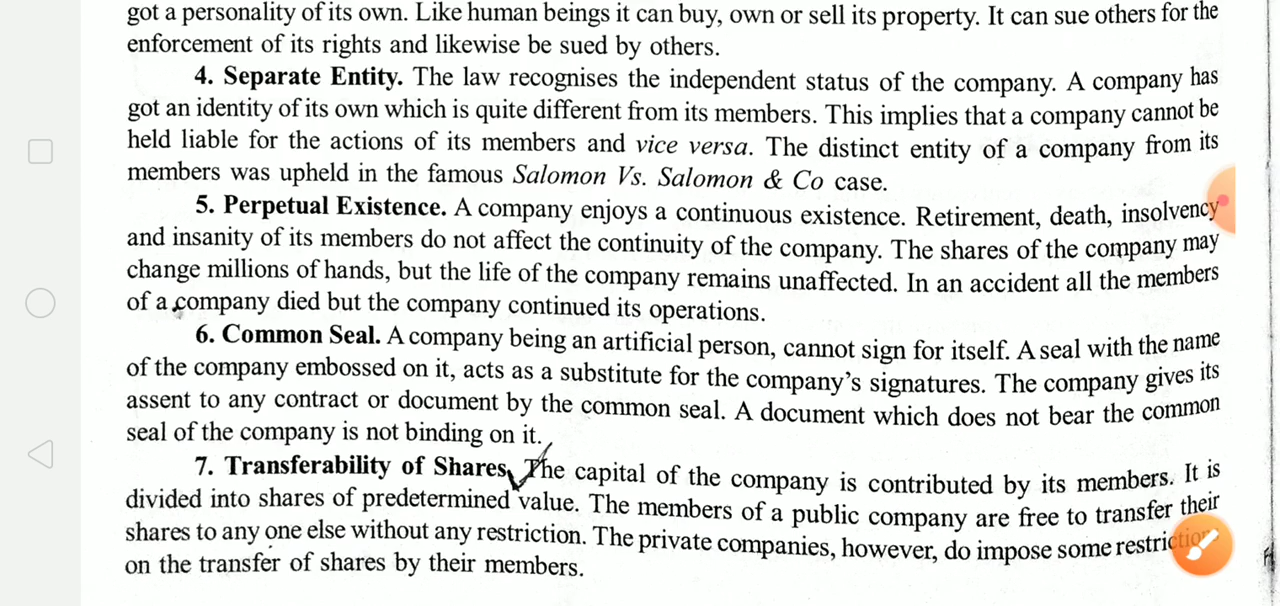 got a personality of its own. Like human beings it can buy, own or sell its property. It can sue others for the
enforcement of its rights and likewise be sued by others.
4. Separate Entity. The law recognises the independent status of the company. A company has
got an identity of its own which is quite different from its members. This implies that a company cannot be
held liable for the actions of its members and vice versa. The distinct entity of a company from its
members was upheld in the famous Salomon Vs. Salomon & Co case.
5. Perpetual Existence. A company enjoys a continuous existence. Retirement, death, insolvency
and insanity of its members do not affect the continuity of the company. The shares of the company may
change millions of hands, but the life of the company remains unaffected. In an accident all the members
of a company died but the company continued its operations.
6. Common Seal. A company being an artificial person, cannot sign for itself. A seal with the name
of the company embossed on it, acts as a substitute for the company's signatures. The company gives its
assent to any contract or document by the common seal. A document which does not bear the common
seal of the company is not binding on it.
7. Transferability of Shares. The capital of the company is contributed by its members. It is
divided into shares of predetermined value. The members of a public company are free to transfer their
shares to any one else without any restriction. The private companies, however, do impose some
on the transfer of shares by their members.